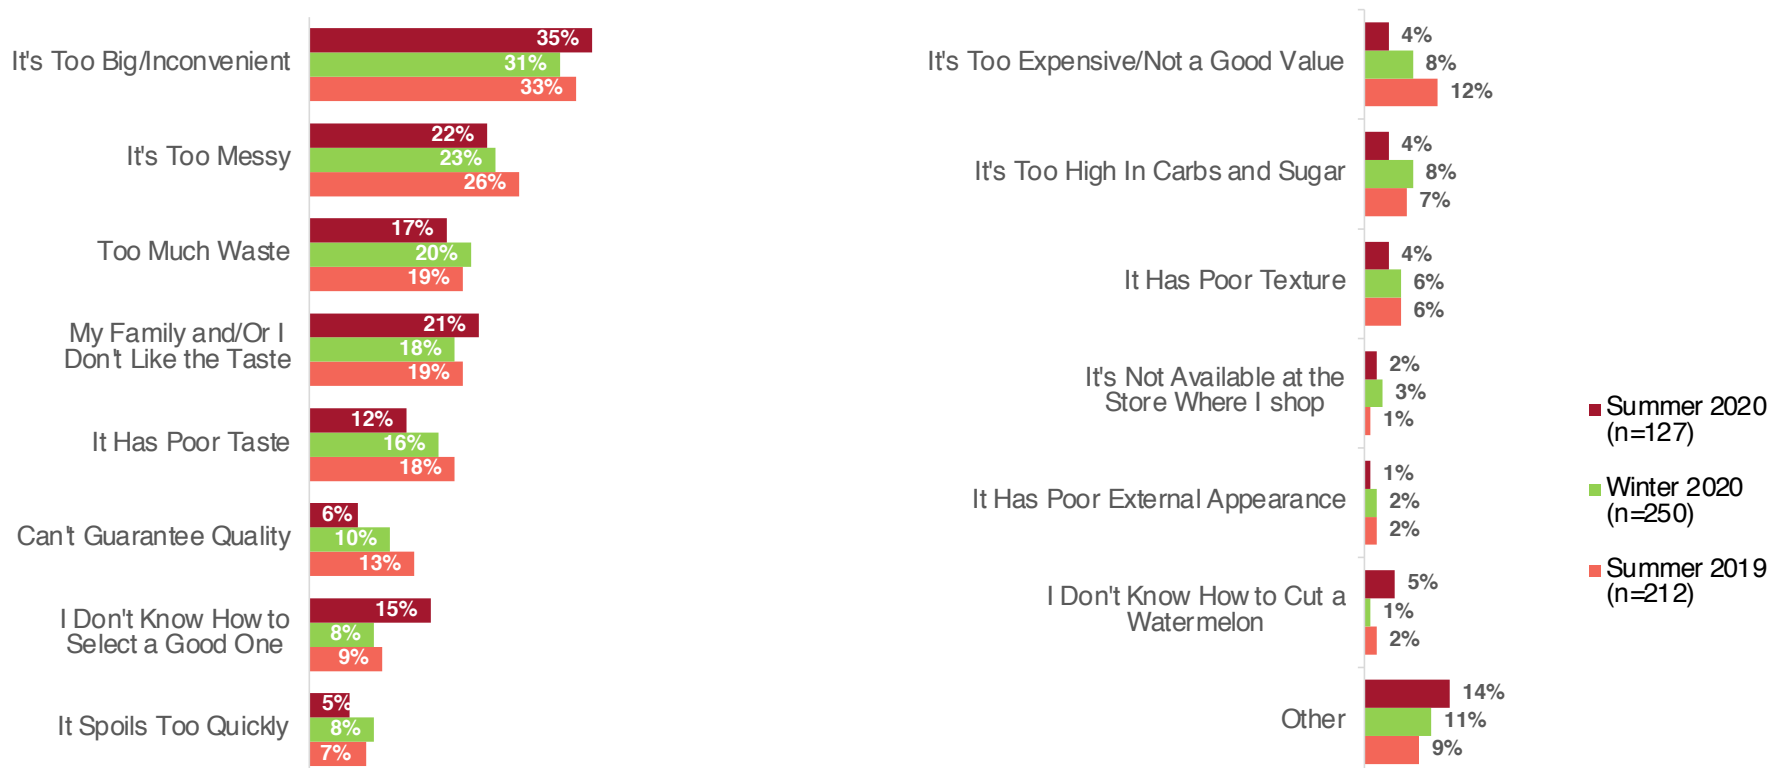 It's Too Big/Inconvenient
35%
31%
33%
It's Too Messy
22%
23%
26%
Too Much Waste
17%
20%
19%
My Family and/Or I
Don't Like the Taste
21%
18%
19%
It Has Poor Taste
12%
16%
18%
Can't Guarantee Quality
6%
10%
13%
I Don't Know How to
Select a Good One
15%
8%
9%
It Spoils Too Quickly
5%
8%
7%
It's Too Expensive/Not a Good Value
4%
8%
12%
It's Too High In Carbs and Sugar
4%
8%
7%
It Has Poor Texture
4%
6%
6%
It's Not Available at the
Store Where I shop
2%
3%
1%
It Has Poor External Appearance
1%
2%
2%
I Don't Know How to Cut a
Watermelon
5%
1%
2%
Other
14%
11%
9%
Summer 2020
(n=127)
Winter 2020
(n=250)
Summer 2019
(n=212)